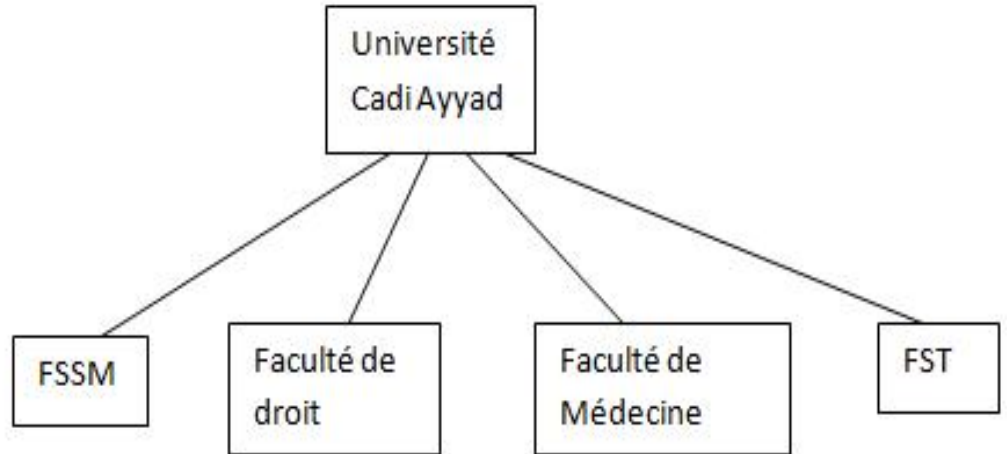 Université
Cadi Ayyad
FSSM
Faculté de
droit
Faculté de
Médecine
FST